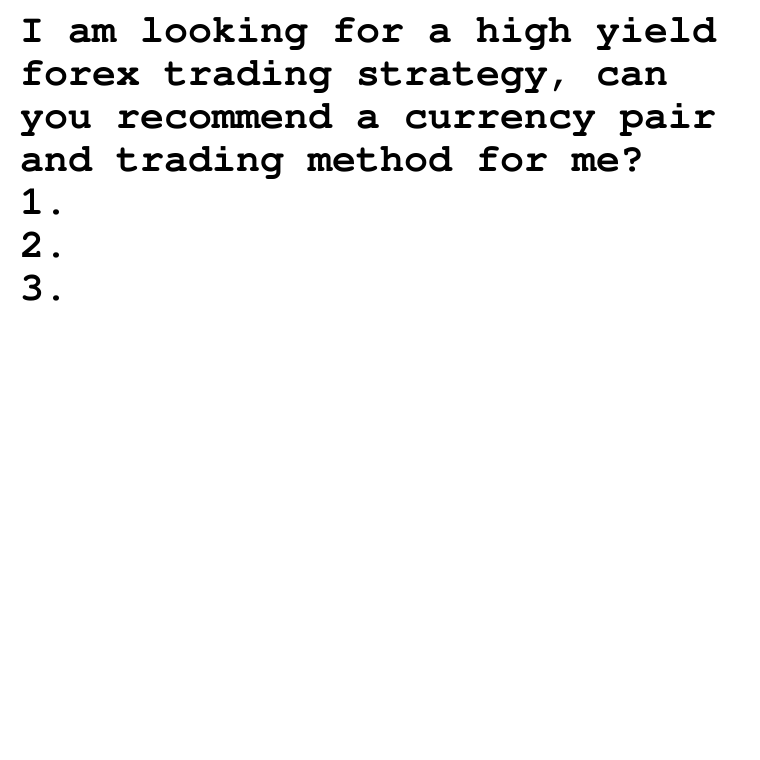 I am looking for a high yield
forex trading strategy, can
you recommend a currency pair
and trading method for me?
1.
2.
3.